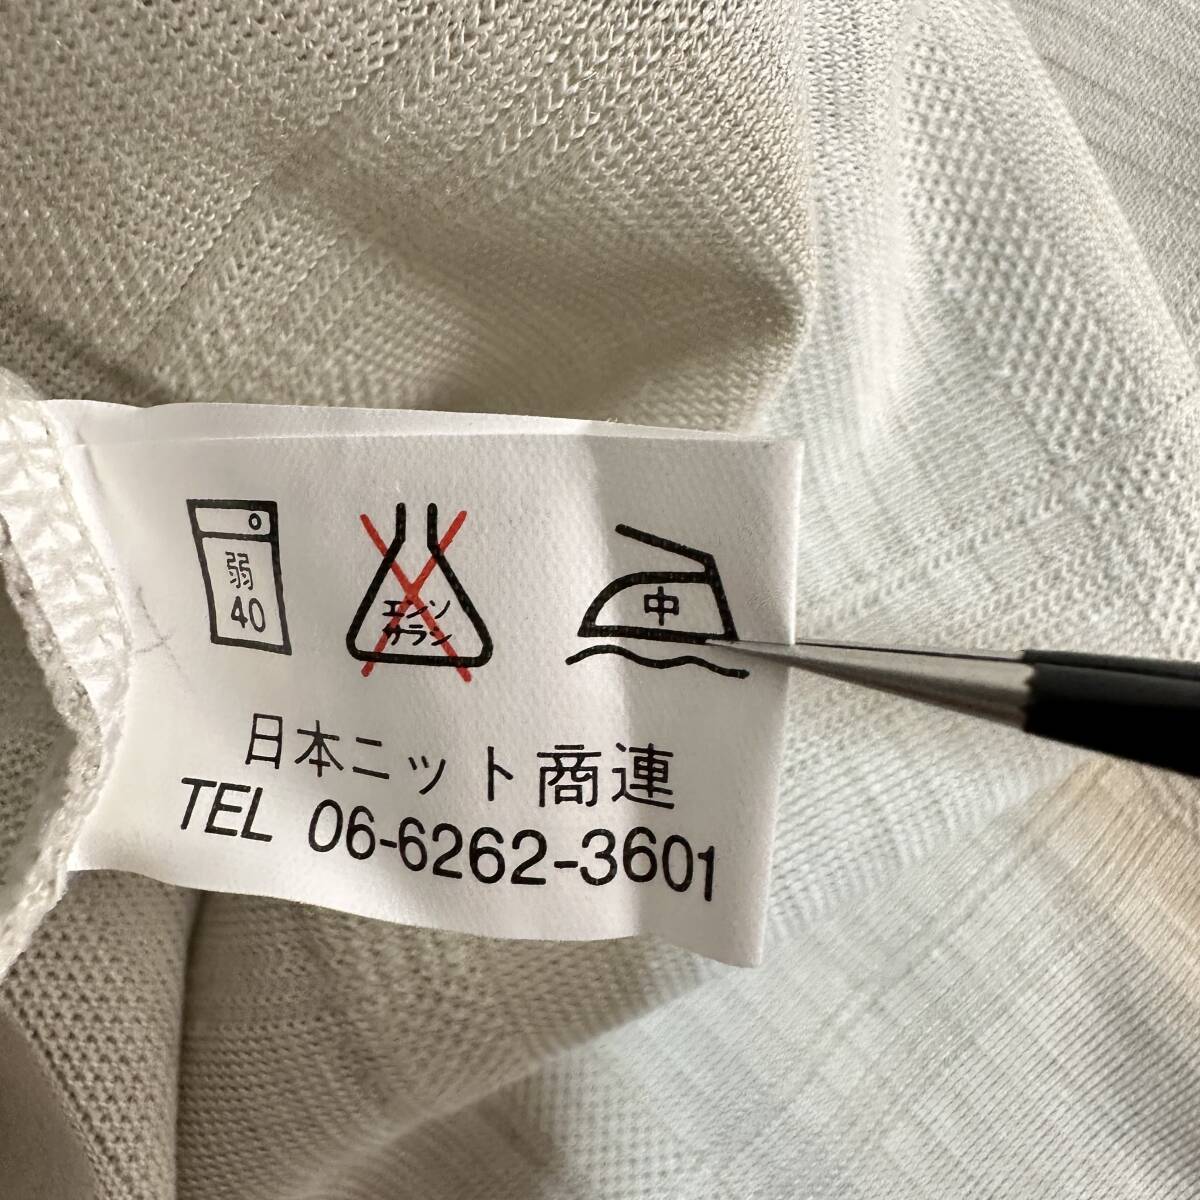 弱
40
エンソ
サラシ
中
日本ニット商連
TEL 06-6262-3601